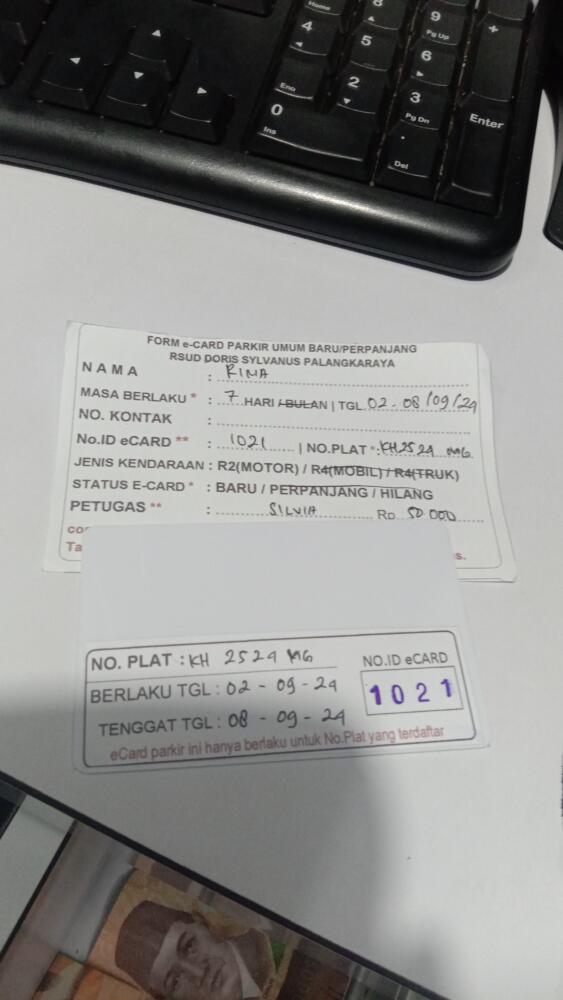 Home
8
9
Pg Up
+
4
5
6
Eno
2
3
Pg Dn
Enter
0
Ins
.
Del
FORM e-CARD PARKIR UMUM BARU/PERPANJANG
RSUD DORIS SYLVANUS PALANGKARAYA
NAMA : RINA
MASA BERLAKU * : 7 HARI /BULAN | TGL 02 - 08 /09 /24
NO. KONTAK :
No.ID eCARD ** : 1021 | NO.PLAT *: KH 2524 MG
JENIS KENDARAAN : R2(MOTOR) / R4(MOBIL) / R4(TRUK)
STATUS E-CARD * : BARU / PERPANJANG / HILANG
PETUGAS ** : SILVIA Rp 50.000
NO. PLAT : KH 2524 MG
NO.ID eCARD
BERLAKU TGL : 02 - 09 - 24
1021
TENGGAT TGL : 08 - 09 - 24
eCard parkir ini hanya berlaku untuk No.Plat yang terdaftar